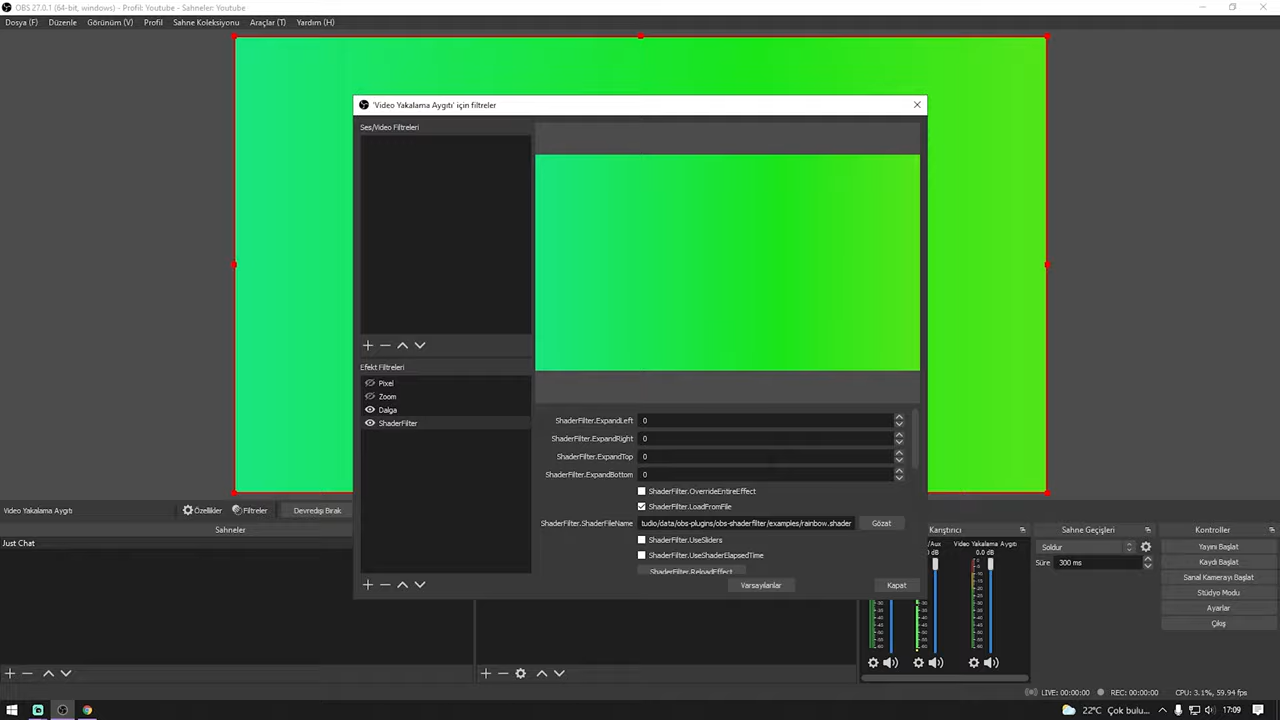 OBS 27.0.1 (64-bit, windows) - Profil: Youtube - Sahneler: Youtube
Dosya (F) Düzenle Görünüm (V) Profil Sahne Koleksiyonu Araçlar (T) Yardım (H)
'Video Yakalama Aygıtı' için filtreler
Ses/Video Filtreleri
Efekt Filtreleri
Pixel
Zoom
Dalga
ShaderFilter
ShaderFilter.ExpandLeft 0
ShaderFilter.ExpandRight 0
ShaderFilter.ExpandTop 0
ShaderFilter.ExpandBottom 0
ShaderFilter.OverrideEntireEffect
ShaderFilter.LoadFromFile
ShaderFilter.ShaderFileName tudio/data/obs-plugins/obs-shaderfilter/examples/rainbow.shader Gözat
ShaderFilter.UseSliders
ShaderFilter.UseShaderElapsedTime
ShaderFilter.ReloadEffect
Varsayılanlar Kapat
Video Yakalama Aygıtı Özellikler Filtreler Devredışı Bırak
Sahneler
Just Chat
Karıştırıcı
/Aux Video Yakalama Aygıtı
dB 0.0 dB
Sahne Geçişleri
Soldur
Süre 300 ms
Kontroller
Yayını Başlat
Kaydı Başlat
Sanal Kamerayı Başlat
Stüdyo Modu
Ayarlar
Çıkış
LIVE: 00:00:00 REC: 00:00:00 CPU: 3.1%, 59.94 fps
22°C Çok bulu... 17:09